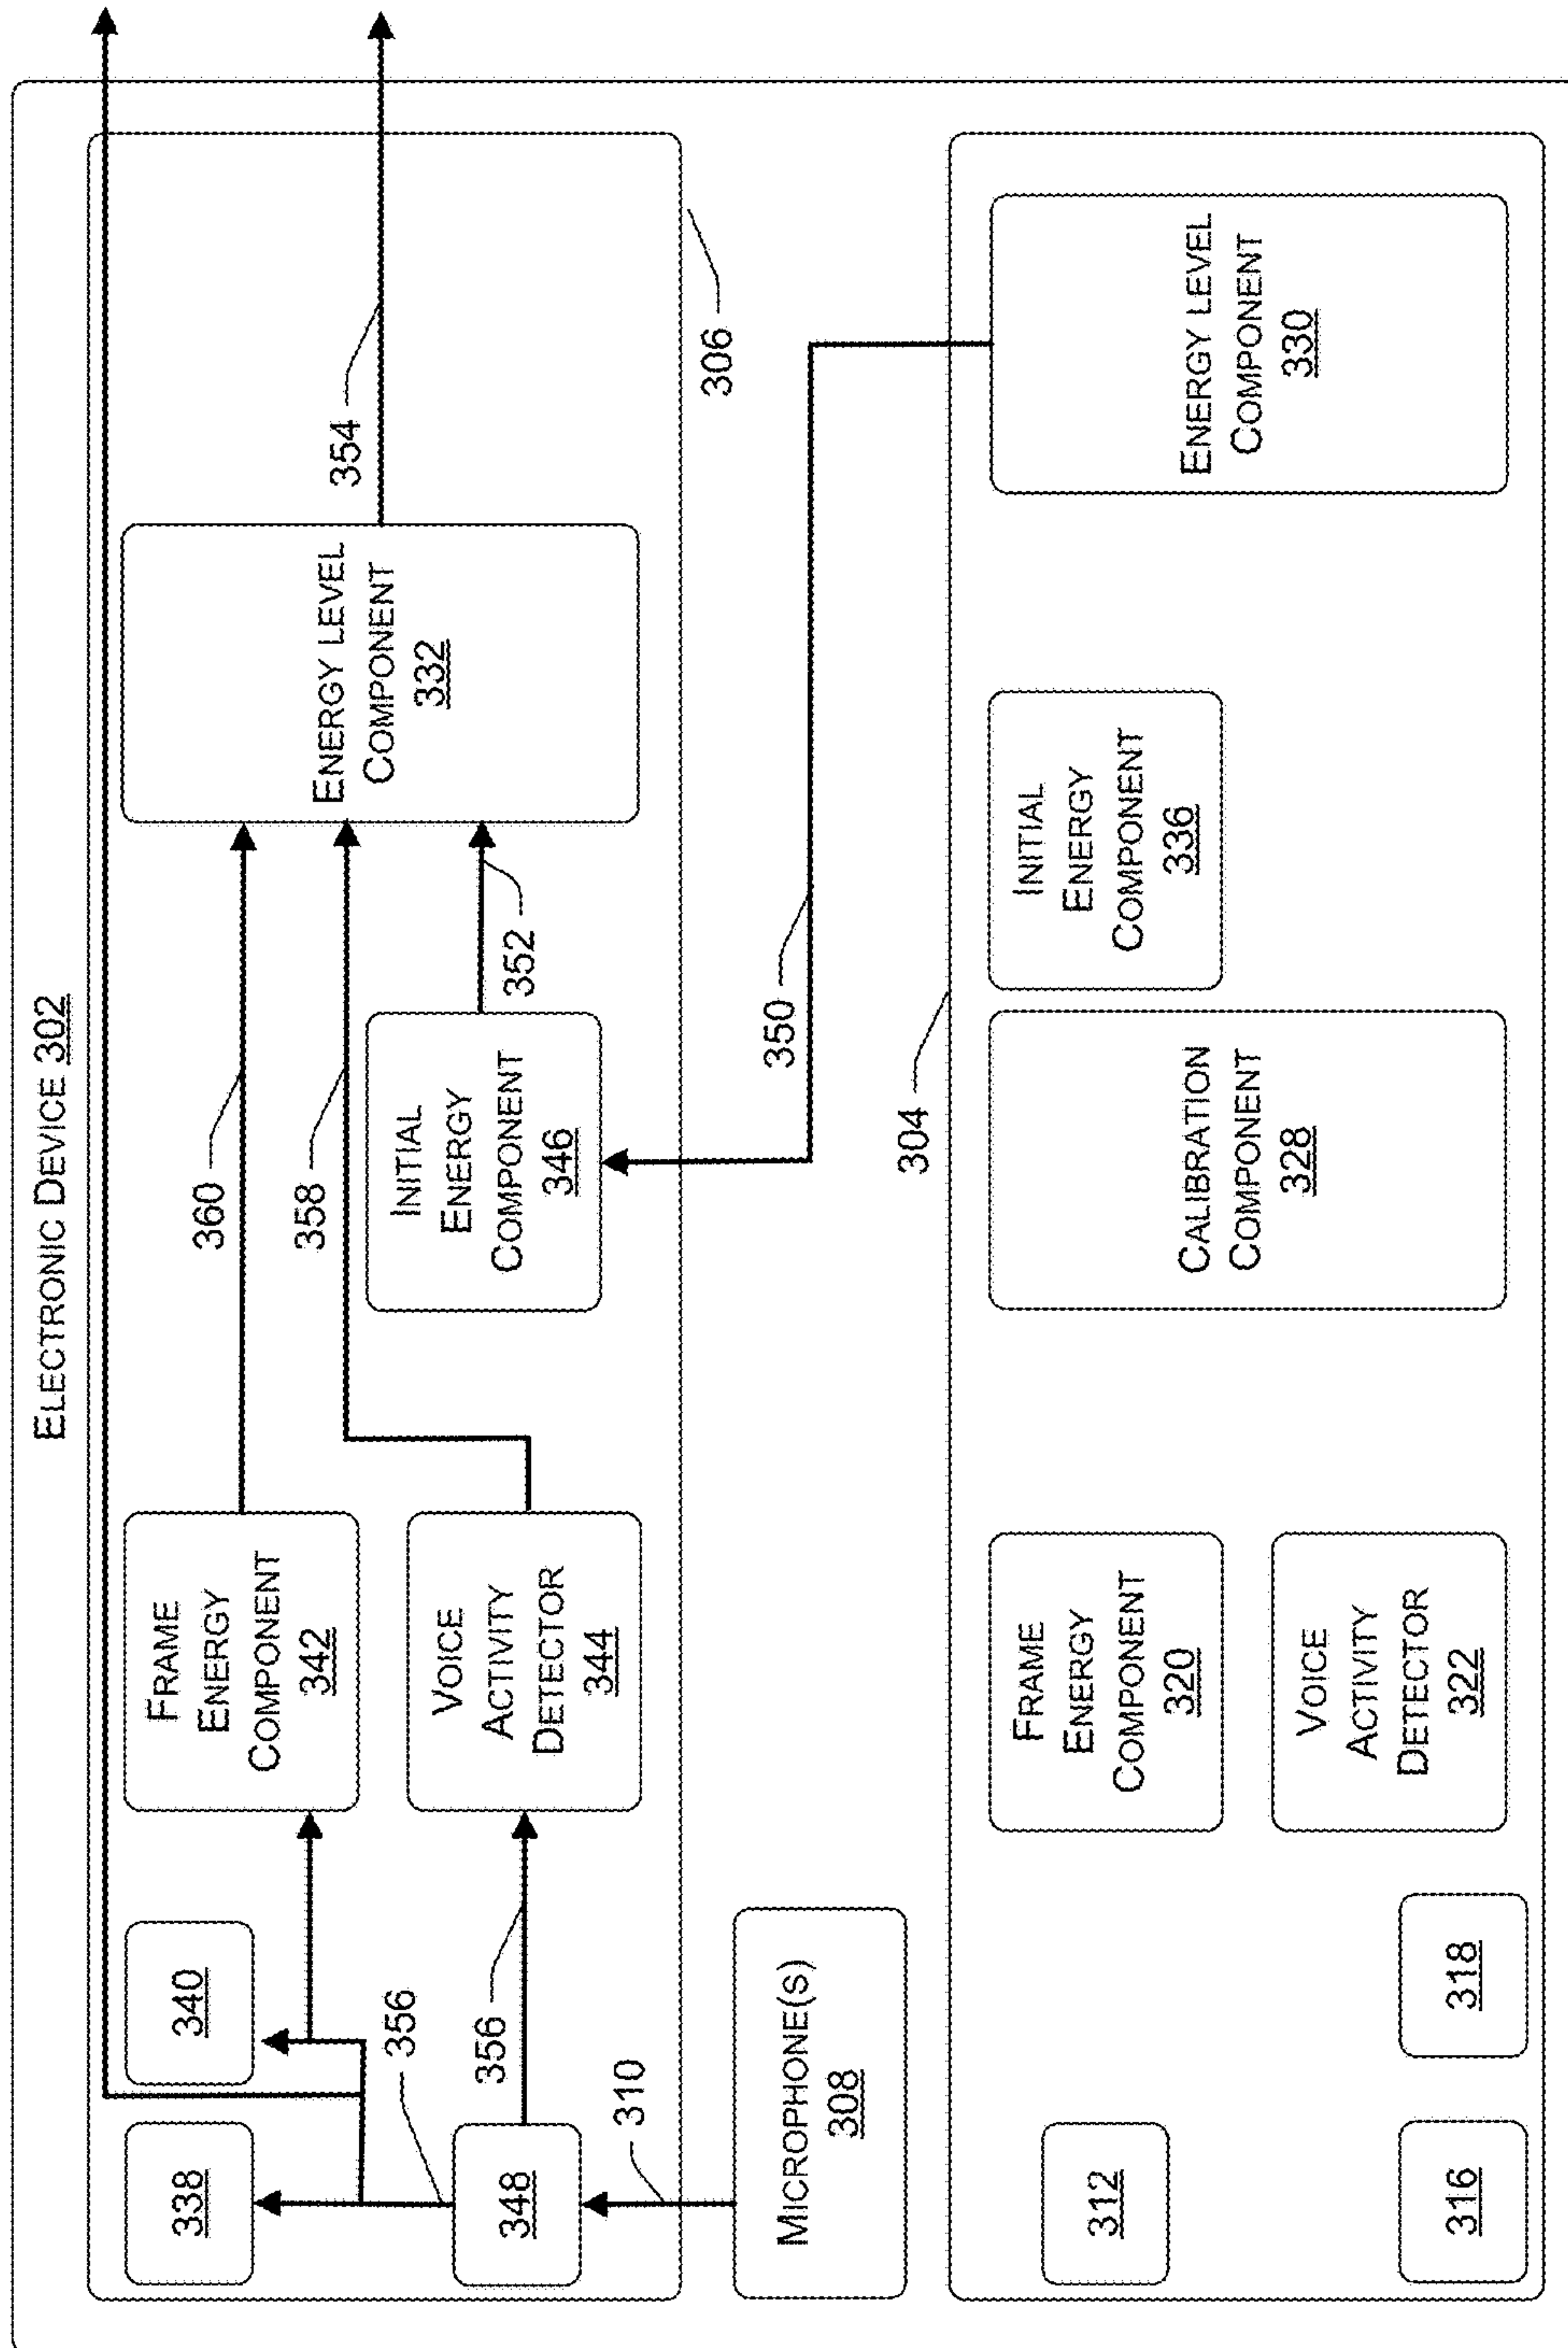 ELECTRONIC DEVICE 302
338
340
348
356
356
310
FRAME
ENERGY
COMPONENT
342
VOICE
ACTIVITY
DETECTOR
344
360
358
INITIAL
ENERGY
COMPONENT
346
352
ENERGY LEVEL
COMPONENT
332
354
306
MICROPHONE(S)
308
350
304
312
316
318
FRAME
ENERGY
COMPONENT
320
VOICE
ACTIVITY
DETECTOR
322
CALIBRATION
COMPONENT
328
INITIAL
ENERGY
COMPONENT
336
ENERGY LEVEL
COMPONENT
330